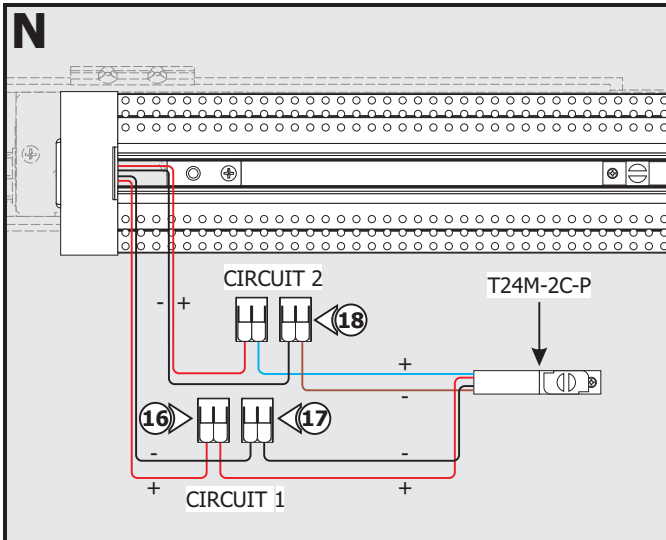 N
CIRCUIT 2
T24M-2C-P
- +
18
+
-
16
17
-
-
+
CIRCUIT 1
+